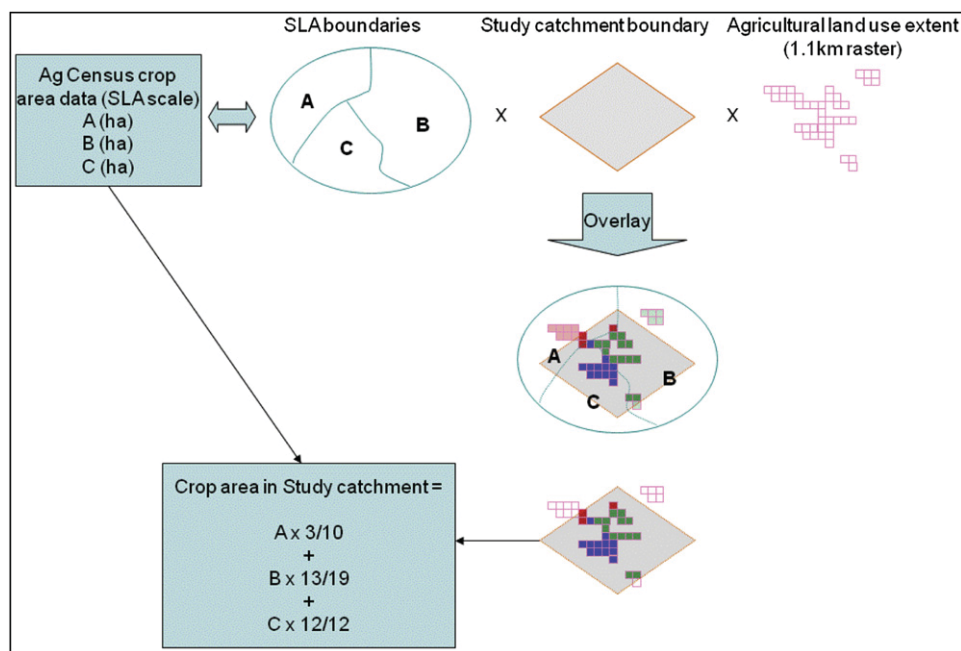 SLA boundaries
Study catchment boundary
Agricultural land use extent
(1.1km raster)
Ag Census crop
area data (SLA scale)
A (ha)
B (ha)
C (ha)
A
B
C
X
X
Overlay
A
B
C
Crop area in Study catchment =
A x 3/10
+
B x 13/19
+
C x 12/12